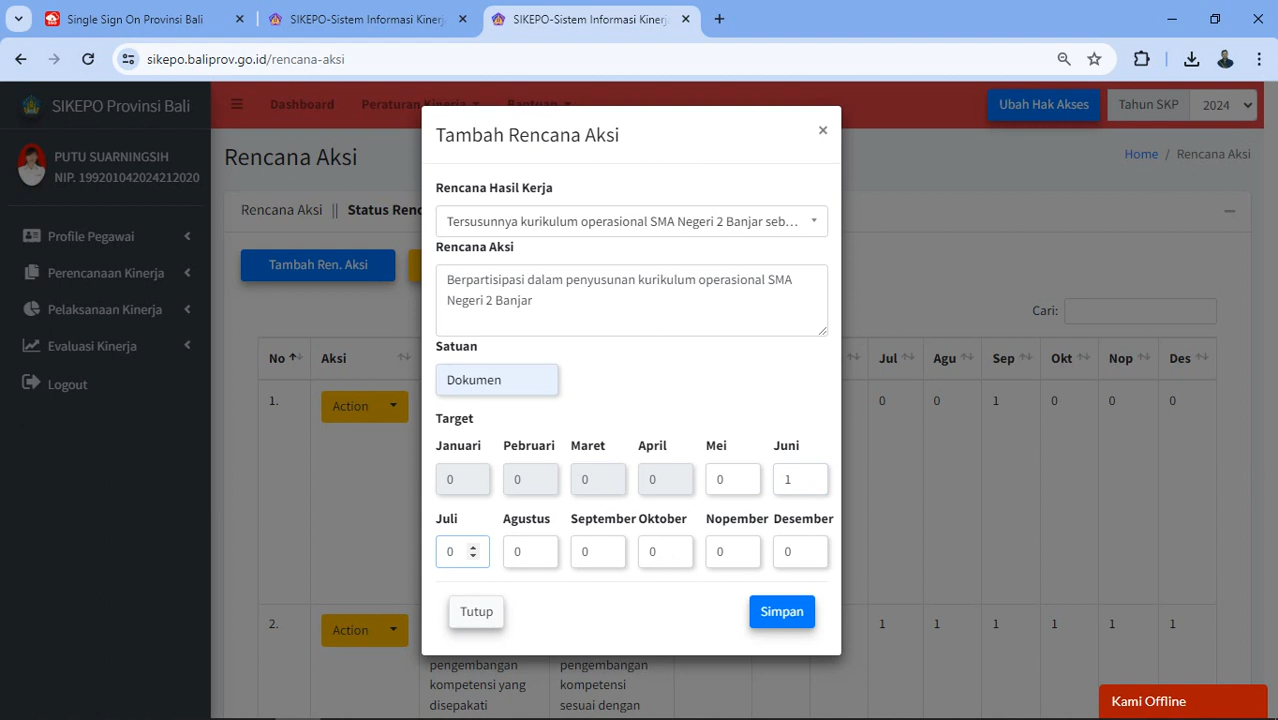 Single Sign On Provinsi Bali
SIKEPO-Sistem Informasi Kinerj
SIKEPO-Sistem Informasi Kinerj
sikepo.baliprov.go.id/rencana-aksi
SIKEPO Provinsi Bali
Dashboard
Peraturan Kinerja
Bantuan
Ubah Hak Akses
Tahun SKP
2024
PUTU SUARNINGSIH
NIP. 199201042024212020
Profile Pegawai
Perencanaan Kinerja
Pelaksanaan Kinerja
Evaluasi Kinerja
Logout
Rencana Aksi
Home / Rencana Aksi
Rencana Aksi || Status Renc
Tambah Ren. Aksi
Cari:
No Aksi
Jul Agu Sep Okt Nop Des
1. Action
0 0 1 0 0 0
2. Action
1 1 1 1 1 1
pengembangan
kompetensi yang
disepakati
pengembangan
kompetensi
sesuai dengan
Tambah Rencana Aksi
×
Rencana Hasil Kerja
Tersusunnya kurikulum operasional SMA Negeri 2 Banjar seb...
Rencana Aksi
Berpartisipasi dalam penyusunan kurikulum operasional SMA
Negeri 2 Banjar
Satuan
Dokumen
Target
Januari Pebruari Maret April Mei Juni
0 0 0 0 0 1
Juli Agustus September Oktober Nopember Desember
0 0 0 0 0 0
Tutup
Simpan
Kami Offline